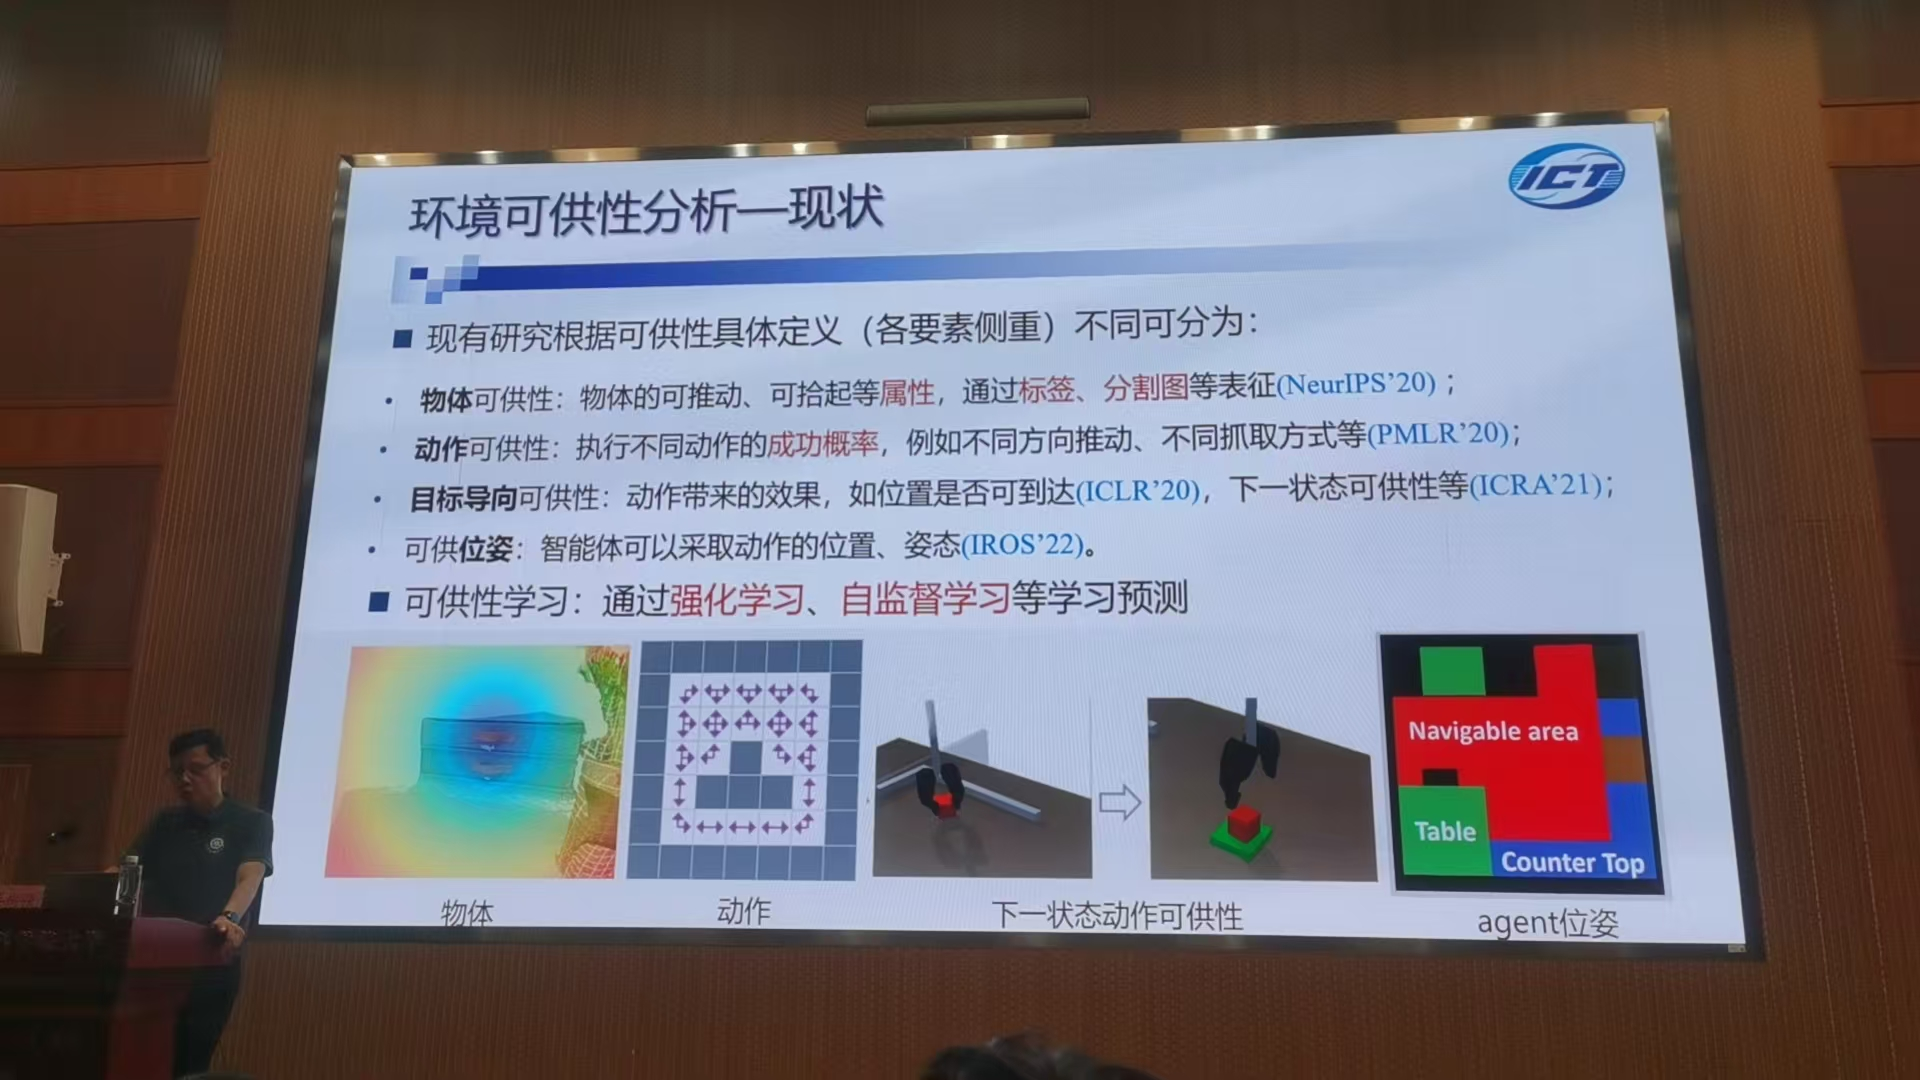 ICT
环境可供性分析—现状
现有研究根据可供性具体定义（各要素侧重）不同可分为：
物体可供性：物体的可推动、可拾起等属性，通过标签、分割图等表征(NeurIPS’20)；
动作可供性：执行不同动作的成功概率，例如不同方向推动、不同抓取方式等(PMLR’20)；
目标导向可供性：动作带来的效果，如位置是否可到达(ICLR’20)，下一状态可供性等(ICRA’21)；
可供位姿：智能体可以采取动作的位置、姿态(IROS’22)。
可供性学习：通过强化学习、自监督学习等学习预测
Navigable area
Table
Counter Top
物体
动作
下一状态动作可供性
agent位姿